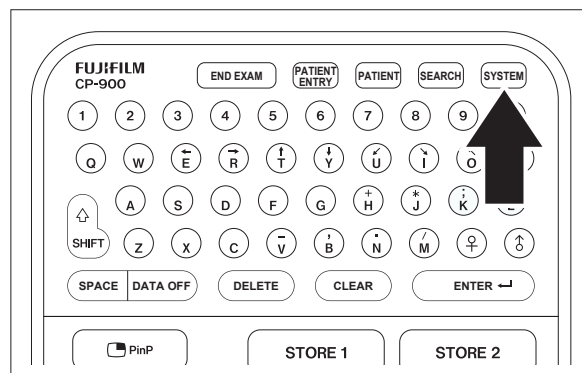 FUJIFILM
CP-900
END EXAM PATIENT ENTRY PATIENT SEARCH SYSTEM
1 2 3 4 5 6 7 8 9
Q W E R T Y U I O
A S D F G + H * J ; K
SHIFT Z X C - V , B . N / M ♀ ♂
SPACE DATA OFF DELETE CLEAR ENTER ↵
PinP STORE 1 STORE 2